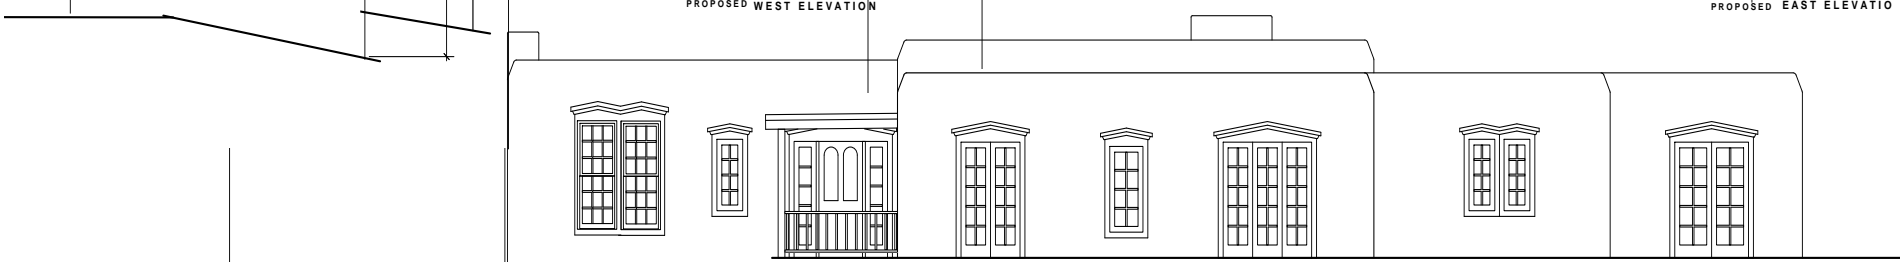 PROPOSED WEST ELEVATION
PROPOSED EAST ELEVATIO